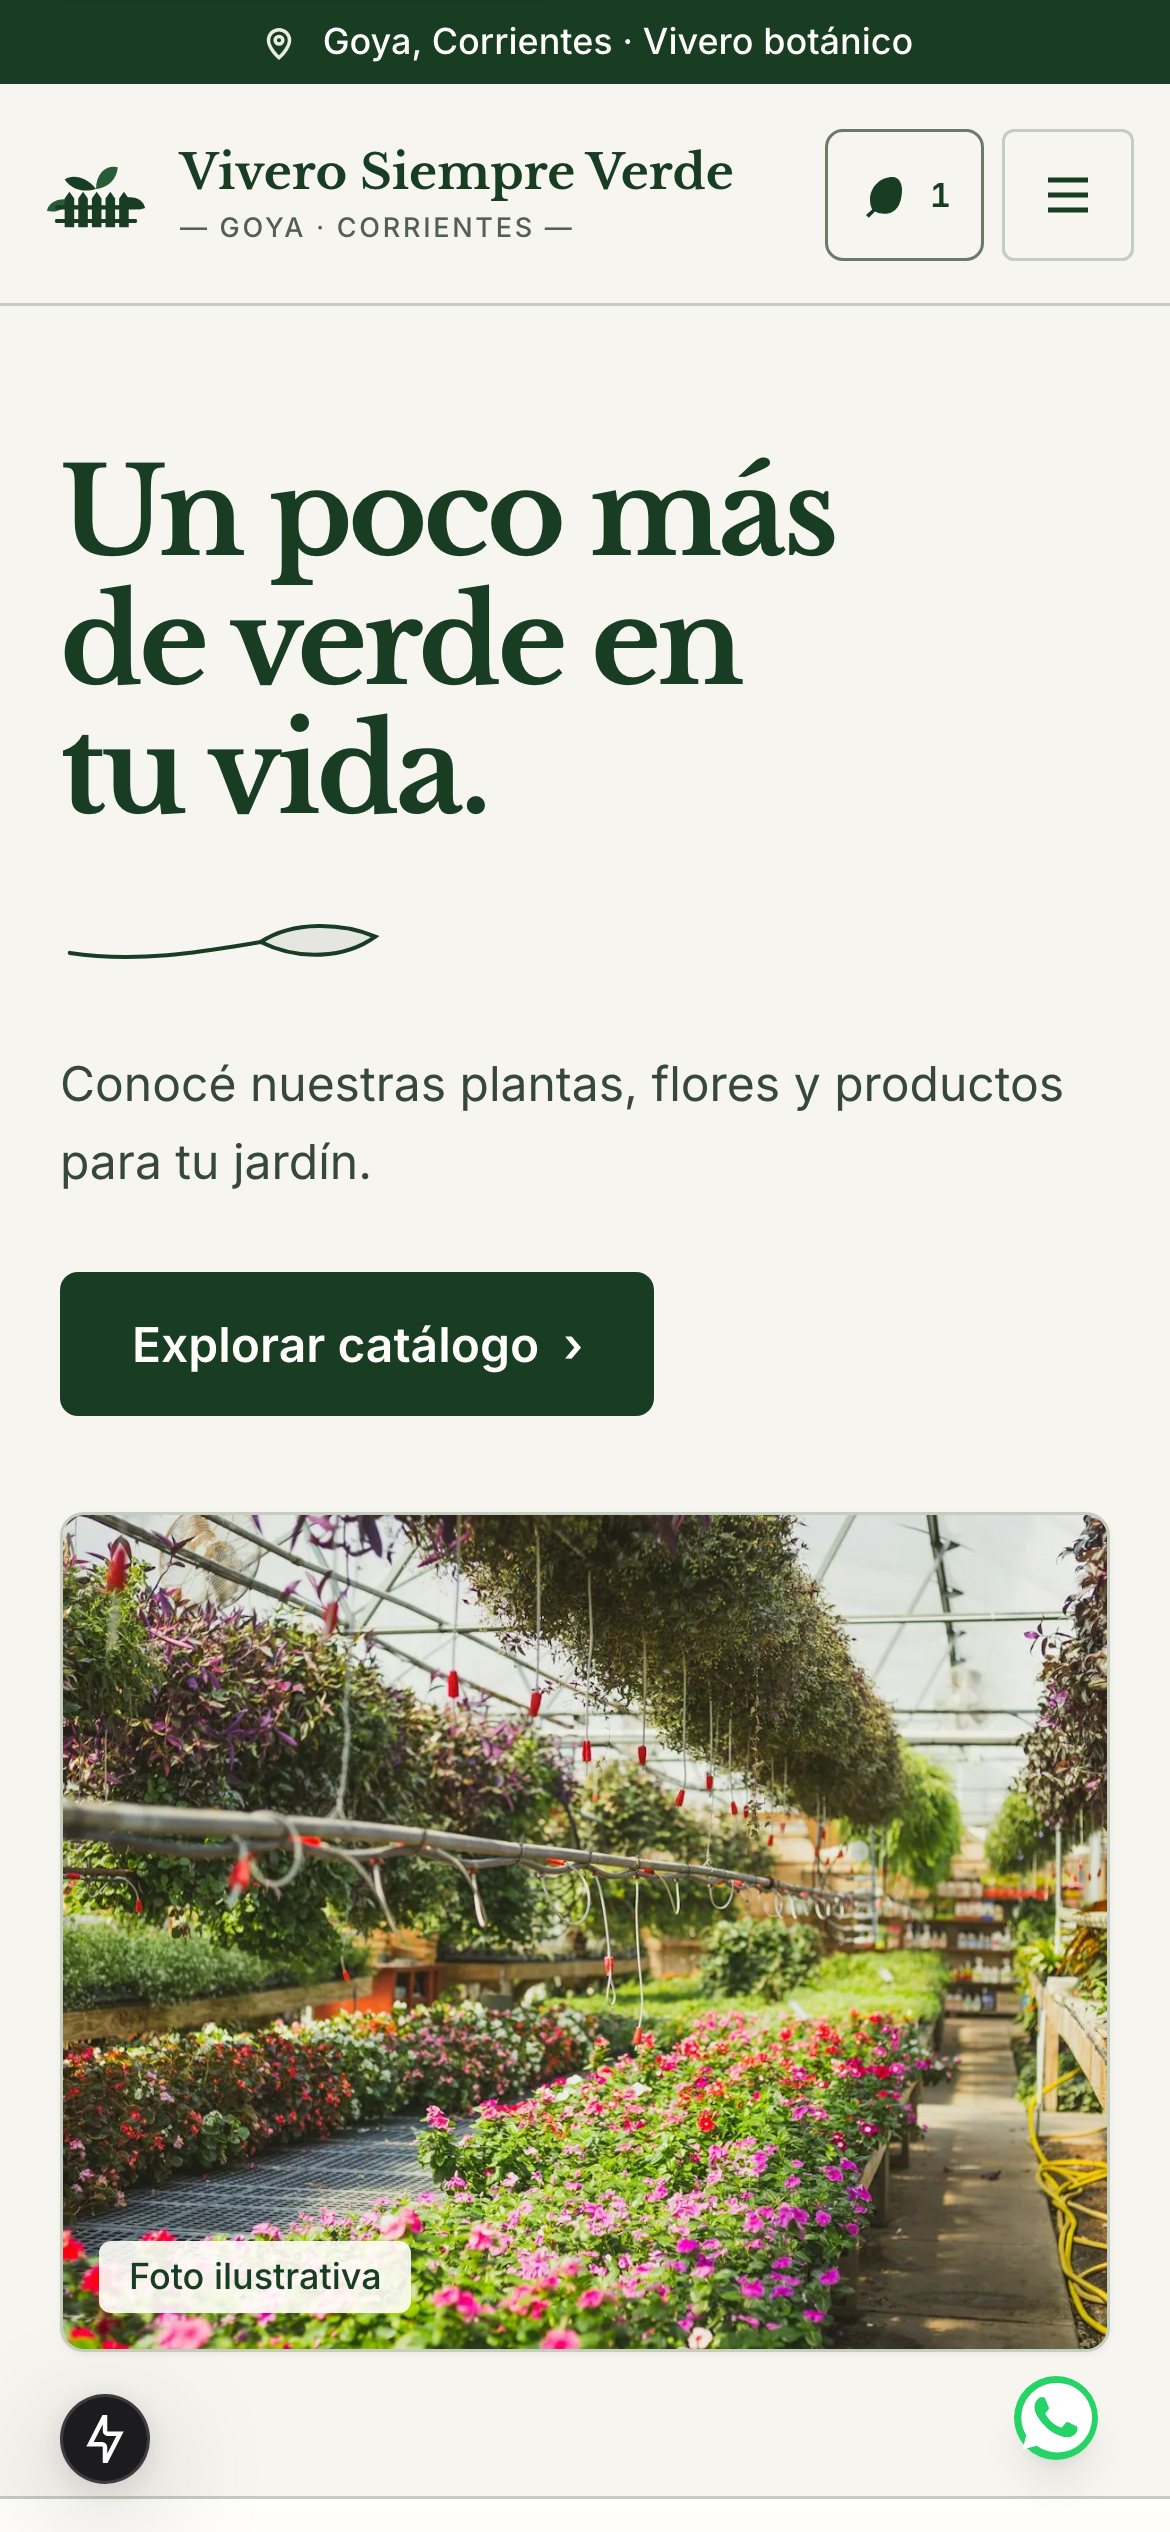 Goya, Corrientes · Vivero botánico
Vivero Siempre Verde
— GOYA · CORRIENTES —
1
Un poco más
de verde en
tu vida.
Conocé nuestras plantas, flores y productos
para tu jardín.
Explorar catálogo ›
Foto ilustrativa